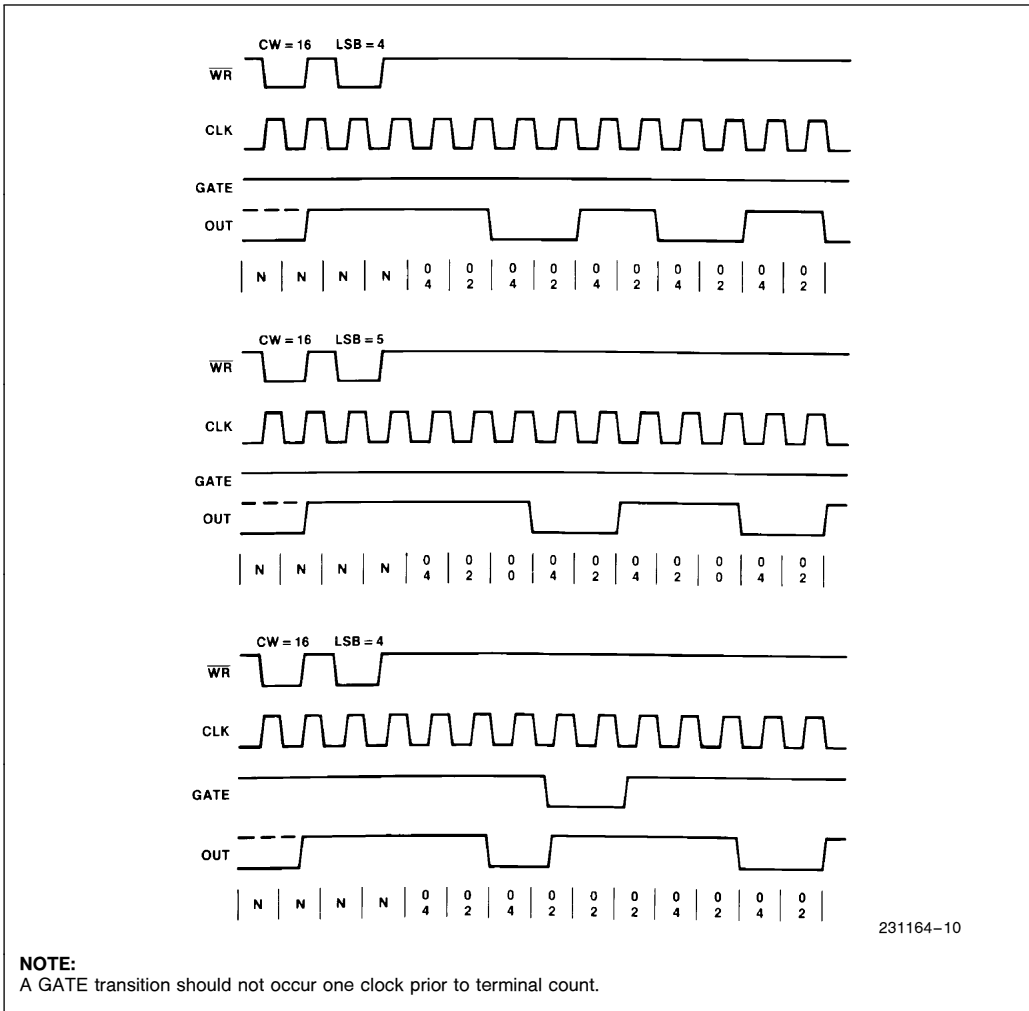 CW = 16 LSB = 4
WR
CLK
GATE
OUT
N N N N 0 0 0 0 0 0 0 0 0 0
4 2 4 2 4 2 4 2 4 2
CW = 16 LSB = 5
WR
CLK
GATE
OUT
N N N N 0 0 0 0 0 0 0 0 0 0
4 2 0 4 2 4 2 0 4 2
CW = 16 LSB = 4
WR
CLK
GATE
OUT
N N N N 0 0 0 0 0 0 0 0 0 0
4 2 4 2 2 2 4 2 4 2
231164–10
NOTE:
A GATE transition should not occur one clock prior to terminal count.